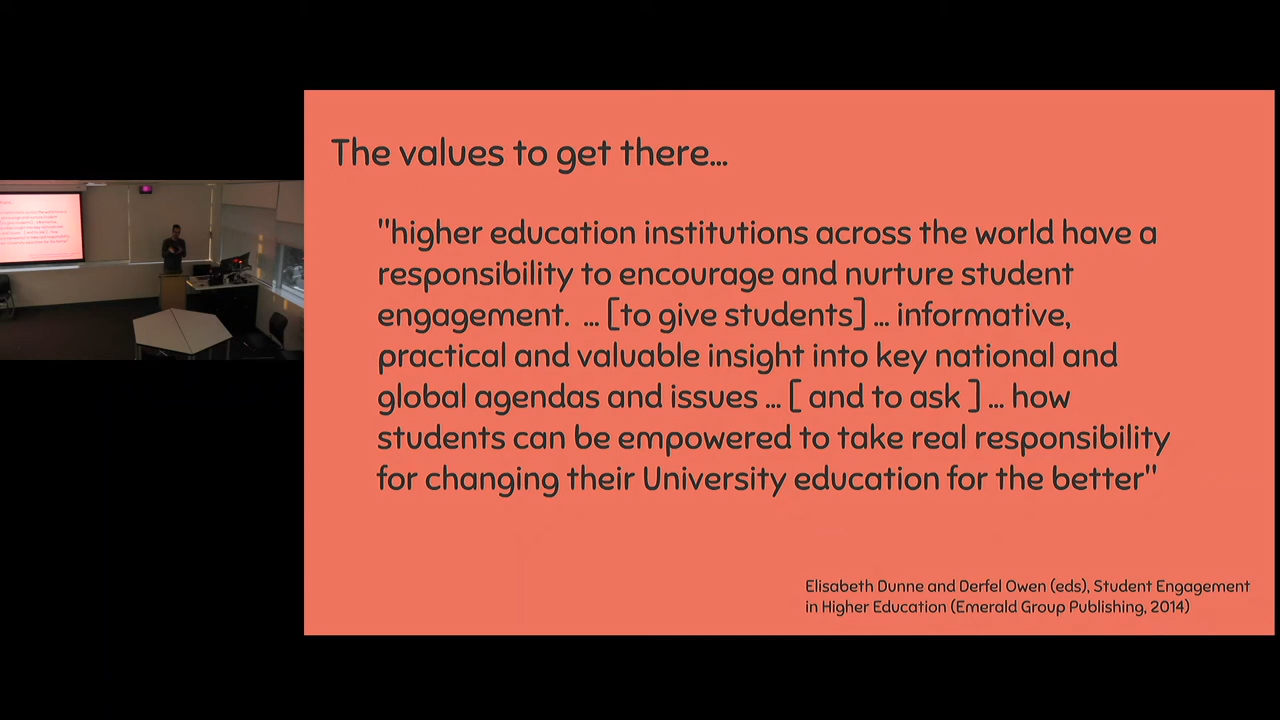 The values to get there...
"higher education institutions across the world have a
responsibility to encourage and nurture student
engagement.  ... [to give students] ... informative,
practical and valuable insight into key national and
global agendas and issues ... [ and to ask ] ... how
students can be empowered to take real responsibility
for changing their University education for the better"
Elisabeth Dunne and Derfel Owen (eds), Student Engagement
in Higher Education (Emerald Group Publishing, 2014)